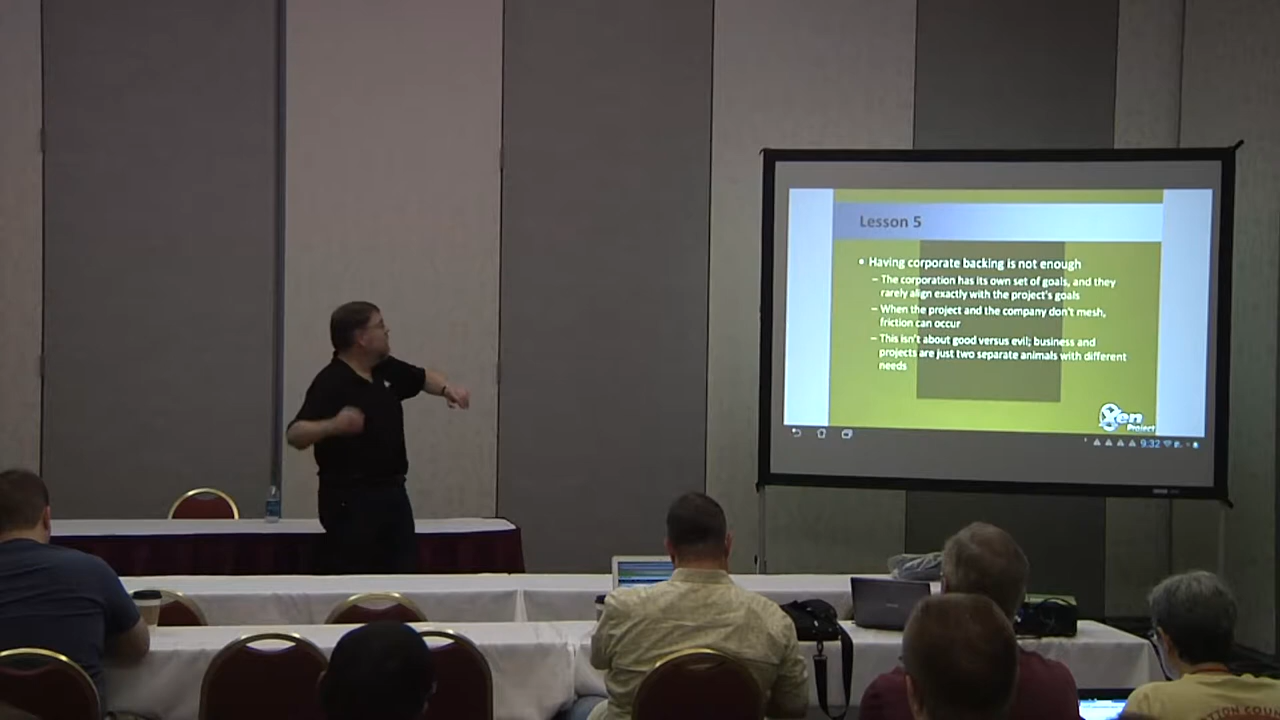 Lesson 5
• Having corporate backing is not enough
– The corporation has its own set of goals, and they
rarely align exactly with the project's goals
– When the project and the company don't mesh,
friction can occur
– This isn't about good versus evil; business and
projects are just two separate animals with different
needs
Xen
Project
9:32